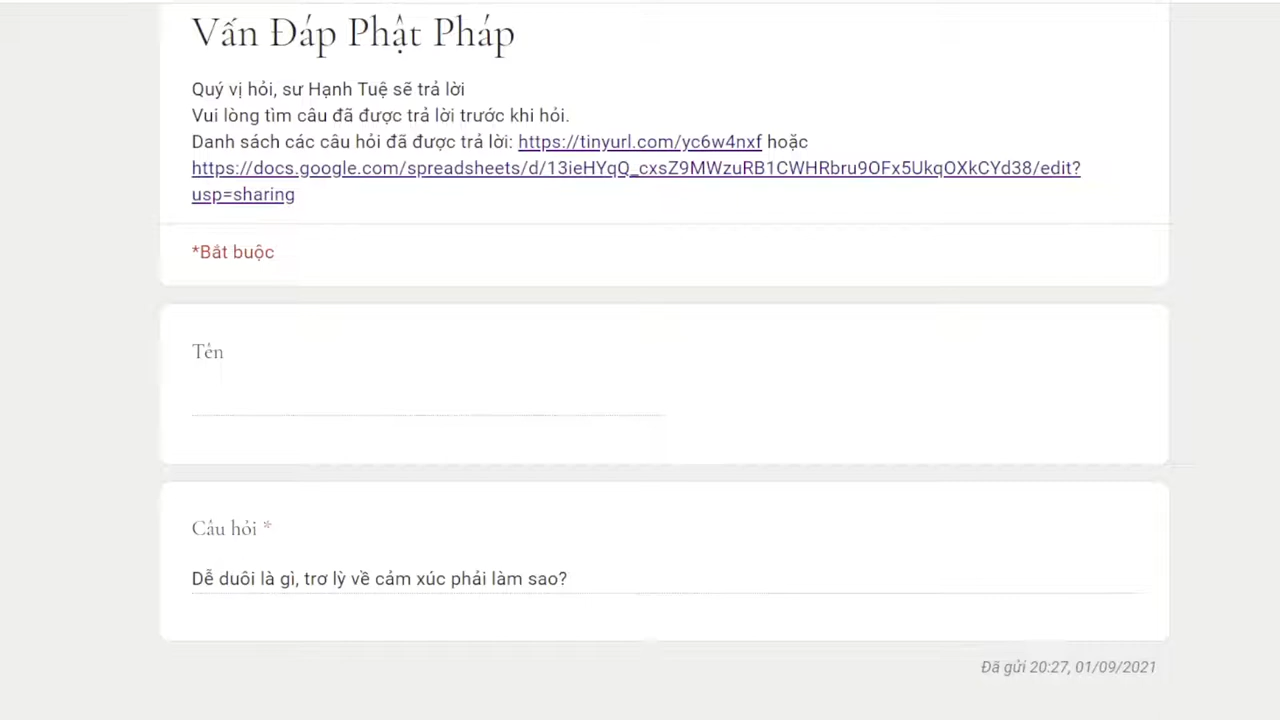 Vấn Đáp Phật Pháp
Quý vị hỏi, sư Hạnh Tuệ sẽ trả lời
Vui lòng tìm câu đã được trả lời trước khi hỏi.
Danh sách các câu hỏi đã được trả lời: https://tinyurl.com/yc6w4nxf hoặc
https://docs.google.com/spreadsheets/d/13ieHYqQ_cxsZ9MWzuRB1CWHRbru9OFx5UkqOXkCYd38/edit?
usp=sharing
*Bắt buộc
Tên
Câu hỏi *
Dễ duôi là gì, trơ lỳ về cảm xúc phải làm sao?
Đã gửi 20:27, 01/09/2021